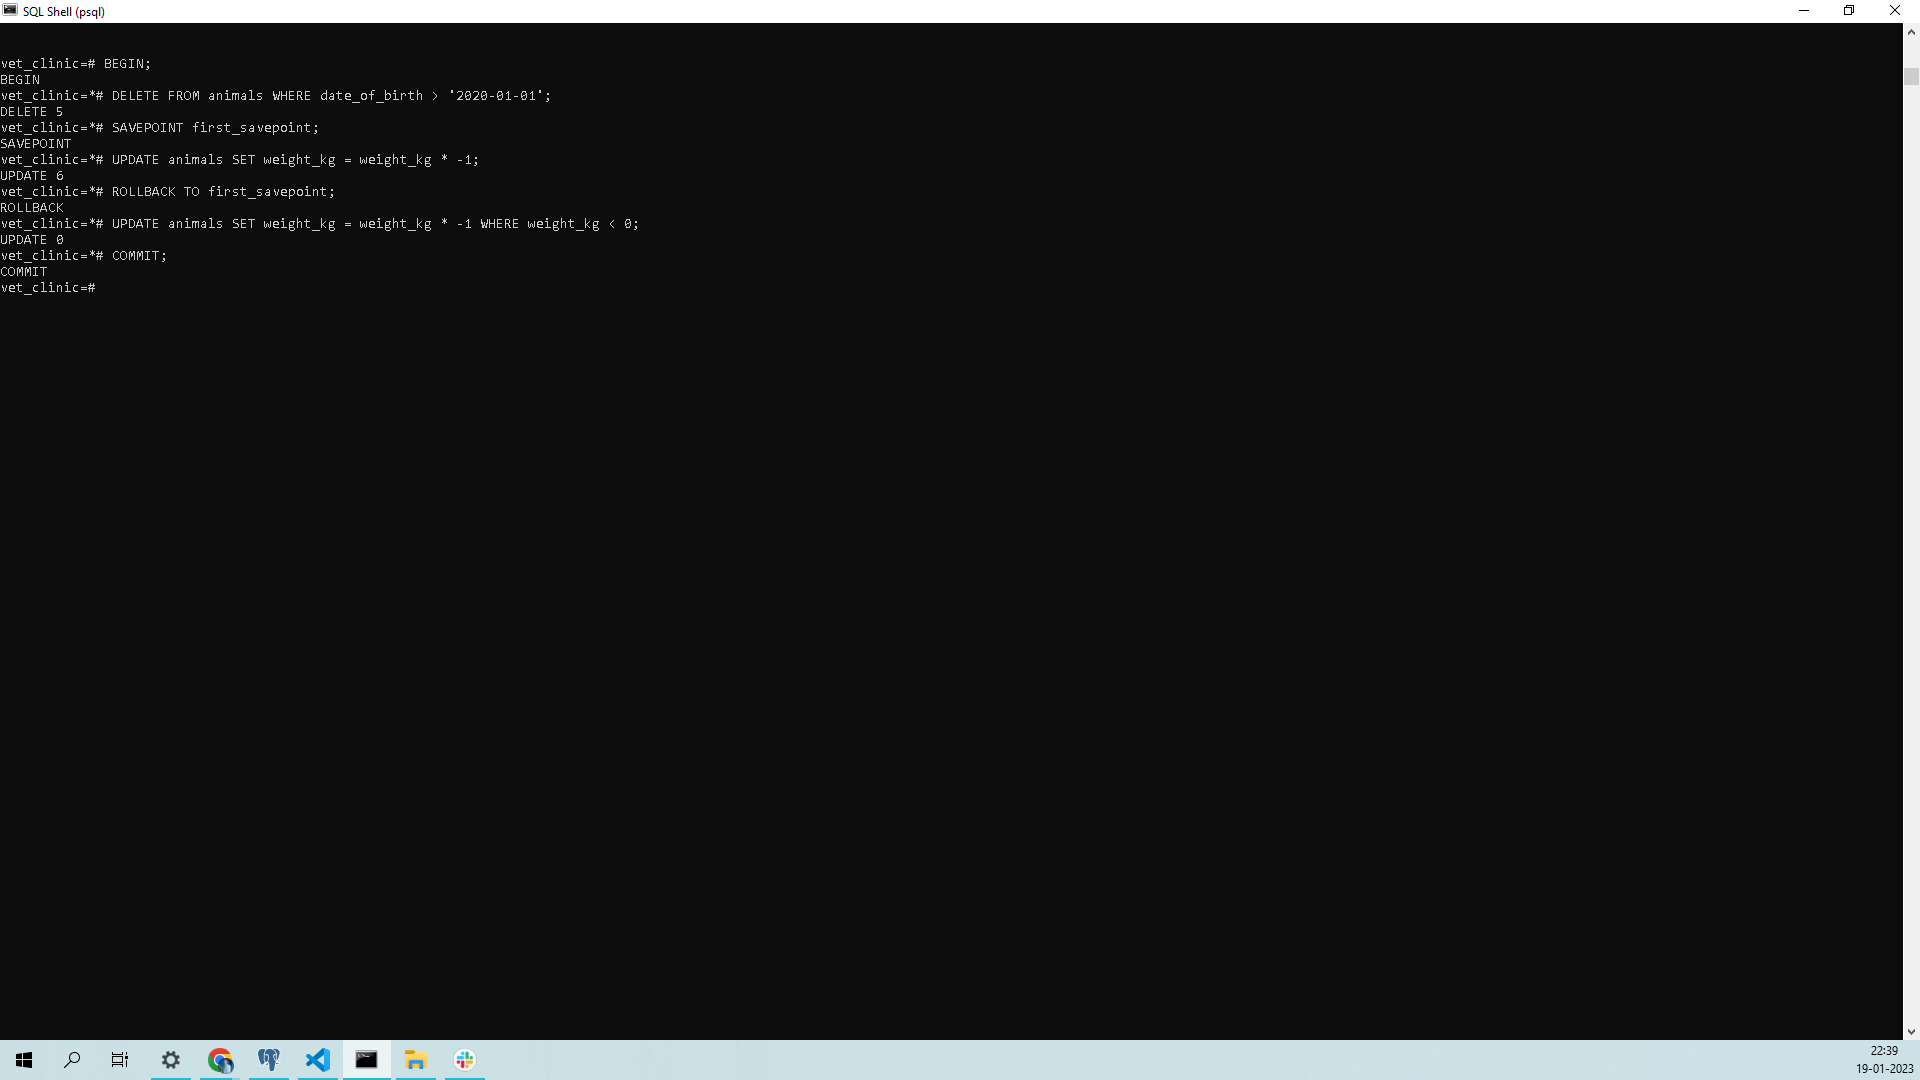 SQL Shell (psql)
vet_clinic=# BEGIN;
BEGIN
vet_clinic=*# DELETE FROM animals WHERE date_of_birth > '2020-01-01';
DELETE 5
vet_clinic=*# SAVEPOINT first_savepoint;
SAVEPOINT
vet_clinic=*# UPDATE animals SET weight_kg = weight_kg * -1;
UPDATE 6
vet_clinic=*# ROLLBACK TO first_savepoint;
ROLLBACK
vet_clinic=*# UPDATE animals SET weight_kg = weight_kg * -1 WHERE weight_kg < 0;
UPDATE 0
vet_clinic=*# COMMIT;
COMMIT
vet_clinic=#
22:39
19-01-2023